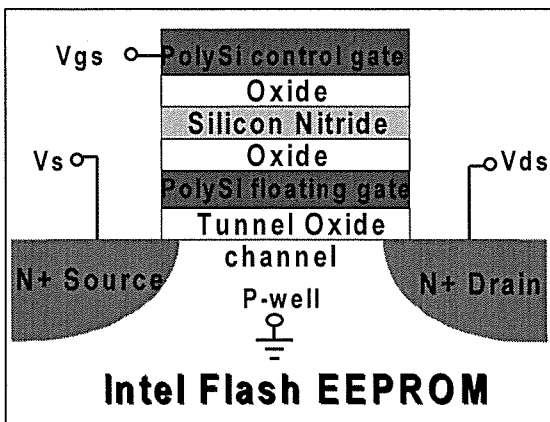 Vgs
PolySi control gate
Oxide
Silicon Nitride
Oxide
Vs
Vds
PolySi floating gate
Tunnel Oxide
channel
N+ Source
N+ Drain
P-well
Intel Flash EEPROM